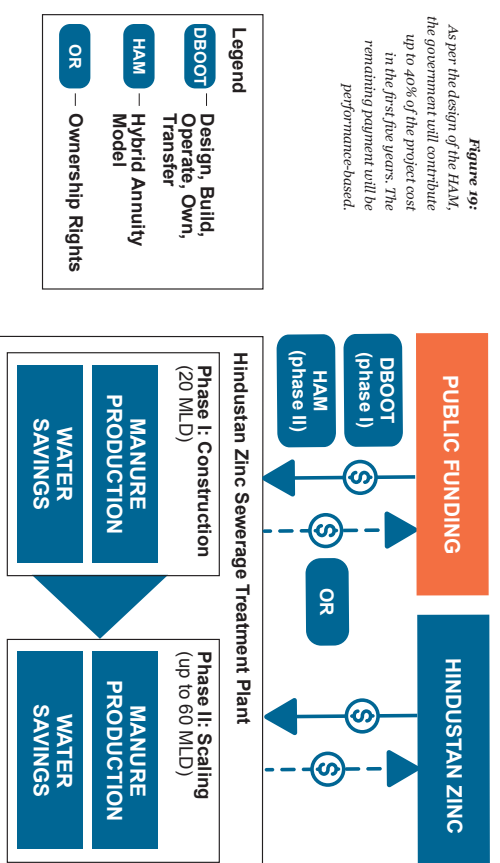 Figure 19:
As per the design of the HAM,
the government will contribute
up to 40% of the project cost
in the first five years. The
remaining payment will be
performance-based.
Legend
DBOOT — Design, Build,
Operate, Own,
Transfer
HAM — Hybrid Annuity
Model
OR — Ownership Rights
PUBLIC FUNDING
HINDUSTAN ZINC
DBOOT
(phase I)
HAM
(phase II)
$
$
OR
$
$
Hindustan Zinc Sewerage Treatment Plant
Phase I: Construction
(20 MLD)
MANURE
PRODUCTION
WATER
SAVINGS
Phase II: Scaling
(up to 60 MLD)
MANURE
PRODUCTION
WATER
SAVINGS